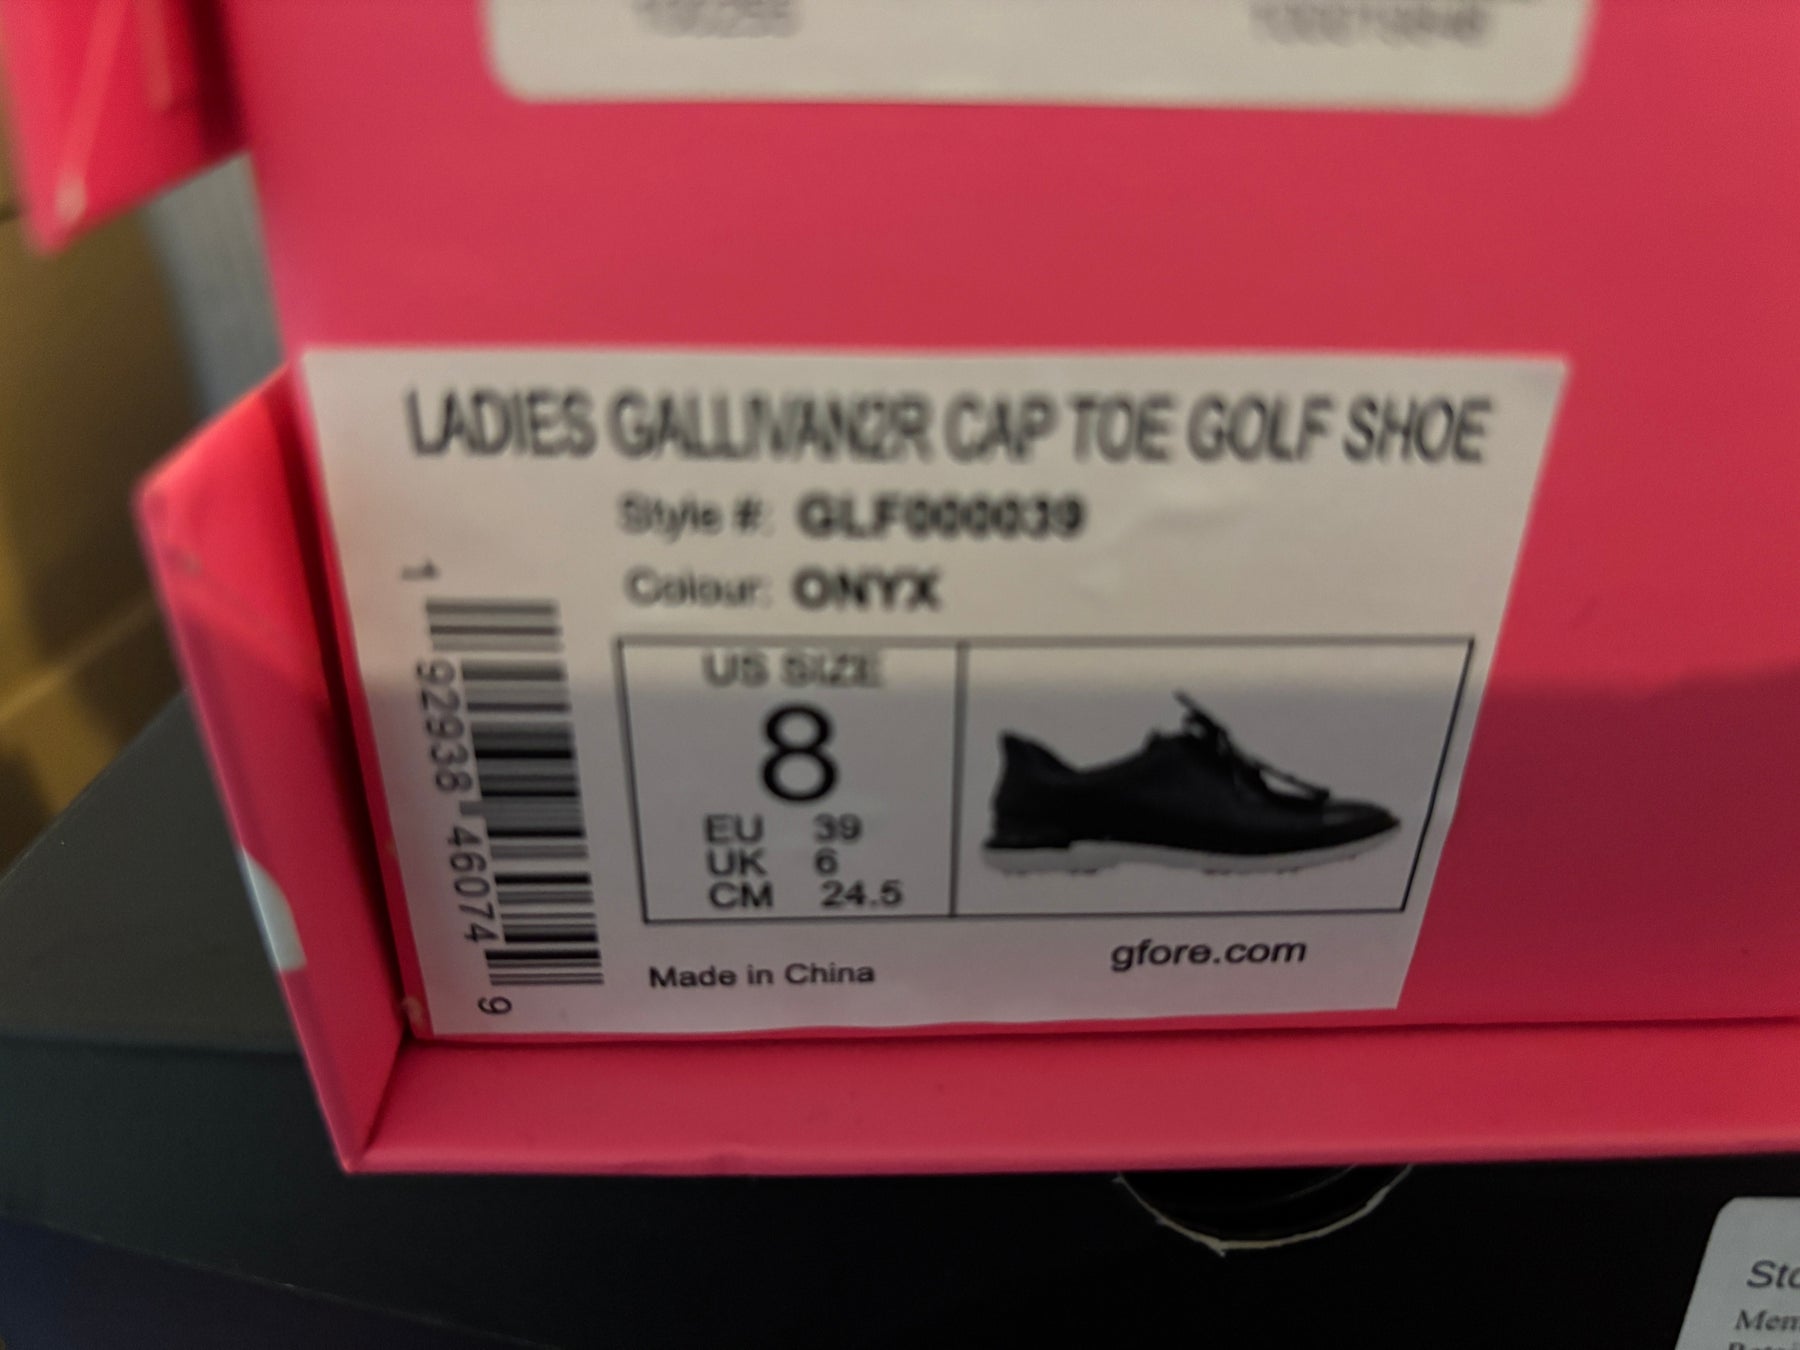 LADIES GALLIVAN2R CAP TOE GOLF SHOE
Style #: GLF000039
Colour: ONYX
1 92938 46074 9
US SIZE
8
EU 39
UK 6
CM 24.5
Made in China
gfore.com